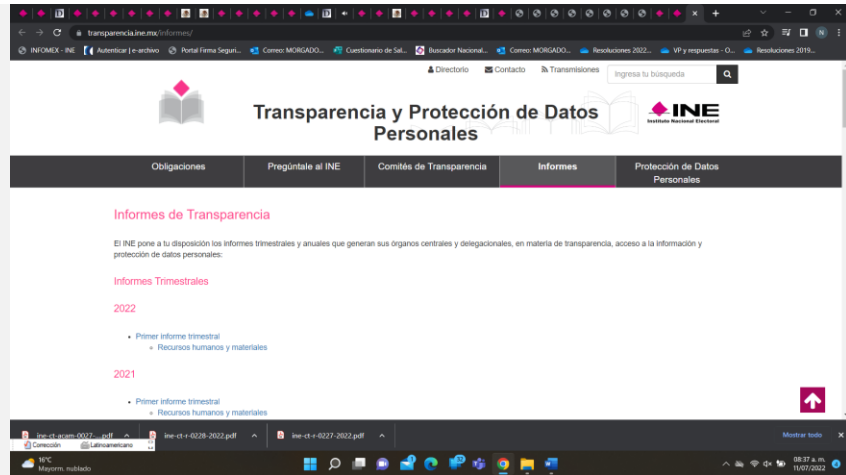 transparencia.ine.mx/informes/
INFOMEX - INE
Autenticar | e-archivo
Portal Firma Seguri...
Correo: MORGADO...
Cuestionario de Sal...
Buscador Nacional...
Correo: MORGADO...
Resoluciones 2022...
VP y respuestas - O...
Resoluciones 2019...
Directorio
Contacto
Transmisiones
Ingresa tu búsqueda
Transparencia y Protección de Datos
Personales
INE
Instituto Nacional Electoral
Obligaciones
Pregúntale al INE
Comités de Transparencia
Informes
Protección de Datos
Personales
Informes de Transparencia
El INE pone a tu disposición los informes trimestrales y anuales que generan sus órganos centrales y delegacionales, en materia de transparencia, acceso a la información y
protección de datos personales:
Informes Trimestrales
2022
Primer informe trimestral
Recursos humanos y materiales
2021
Primer informe trimestral
Recursos humanos y materiales
ine-ct-acam-0027-...pdf
ine-ct-r-0228-2022.pdf
ine-ct-r-0227-2022.pdf
Mostrar todo
Corrección
Latinoamericano
16°C
Mayorm. nublado
08:37 a. m.
11/07/2022